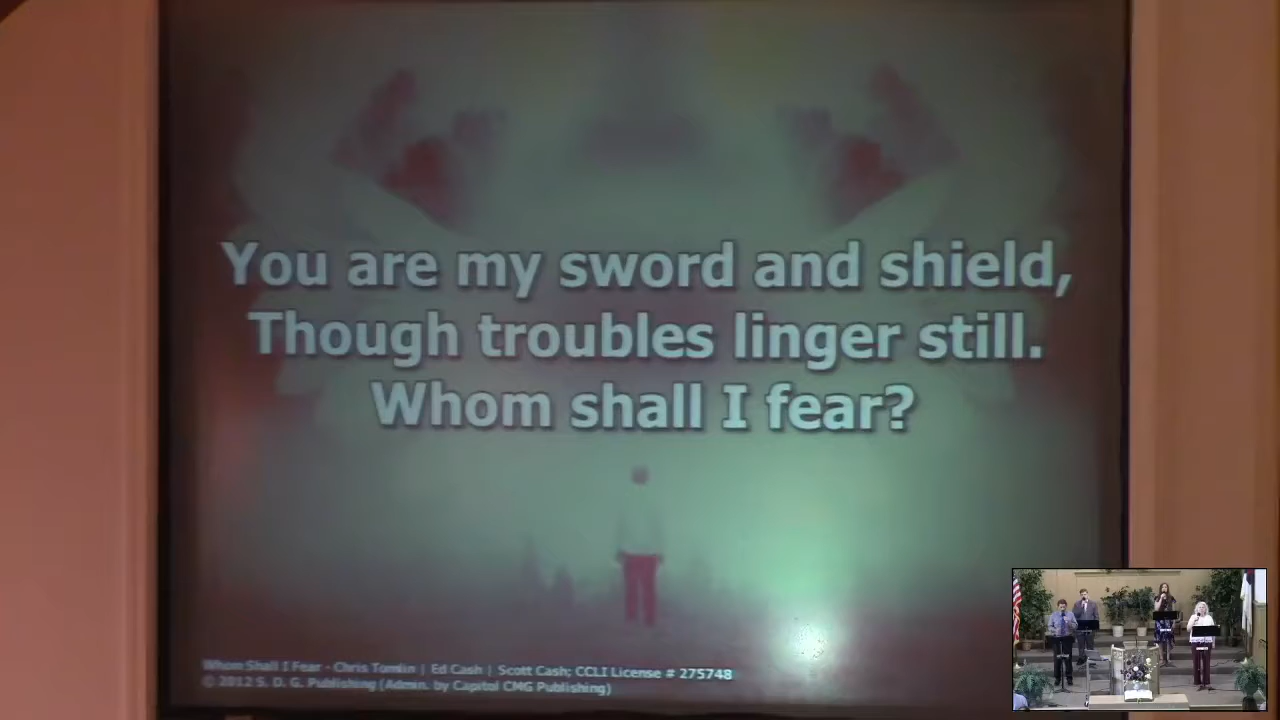 You are my sword and shield,
Though troubles linger still.
Whom shall I fear?
Whom Shall I Fear - Chris Tomlin | Ed Cash | Scott Cash; CCLI License # 275748
© 2012 S. D. G. Publishing (Admin. by Capitol CMG Publishing)